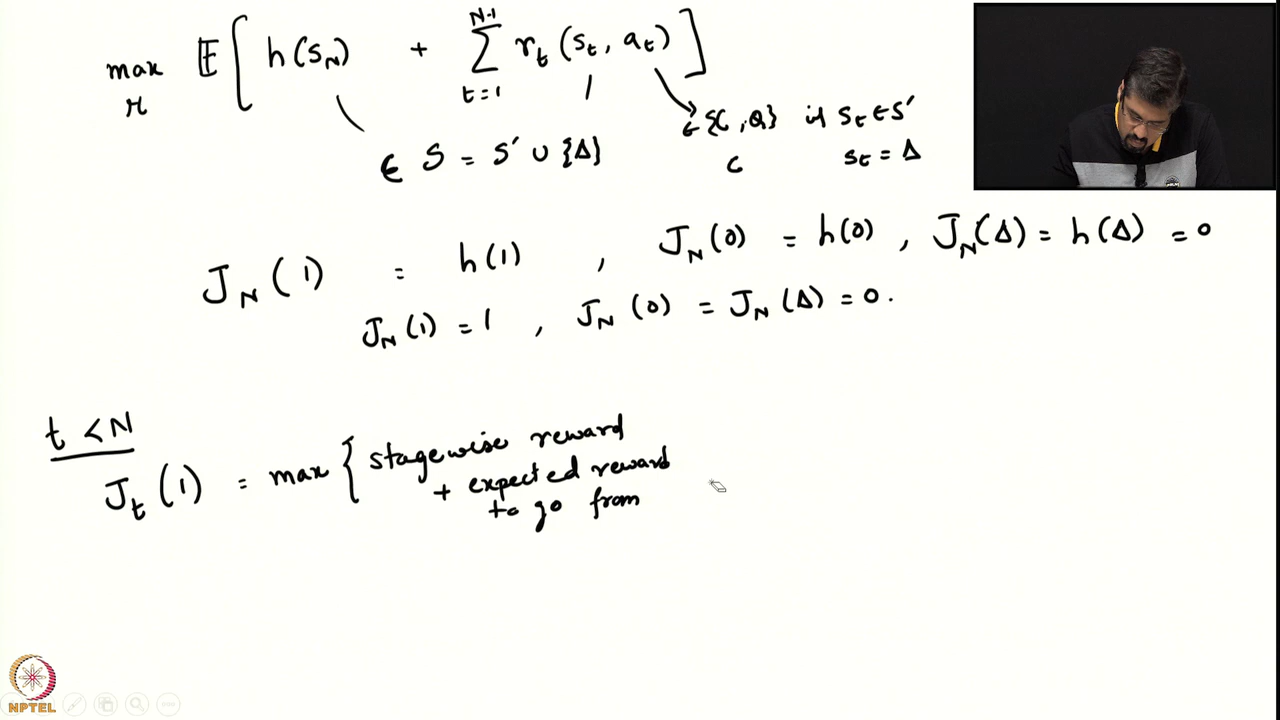 max 𝔼 [ h(s_N) + Σ_{t=1}^{N-1} r_t (s_t, a_t) ]
π
∈ {C, Q} if s_t ∈ S'
∈ S = S' ∪ {Δ}
C s_t = Δ
J_N(1) = h(1) , J_N(0) = h(0) , J_N(Δ) = h(Δ) = 0
J_N(1) = 1 , J_N(0) = J_N(Δ) = 0.
t < N
J_t(1) = max { stagewise reward
+ expected reward
to go from
NPTEL